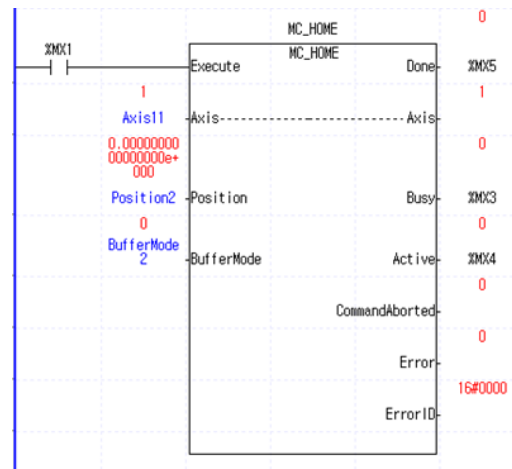 0
MC_HOME
%MX1
MC_HOME
Execute
Done
%MX5
1
1
Axis11
Axis
Axis
0.00000000
00000000e+
000
0
Position2
Position
Busy
%MX3
0
0
BufferMode
2
BufferMode
Active
%MX4
0
CommandAborted
0
Error
16#0000
ErrorID